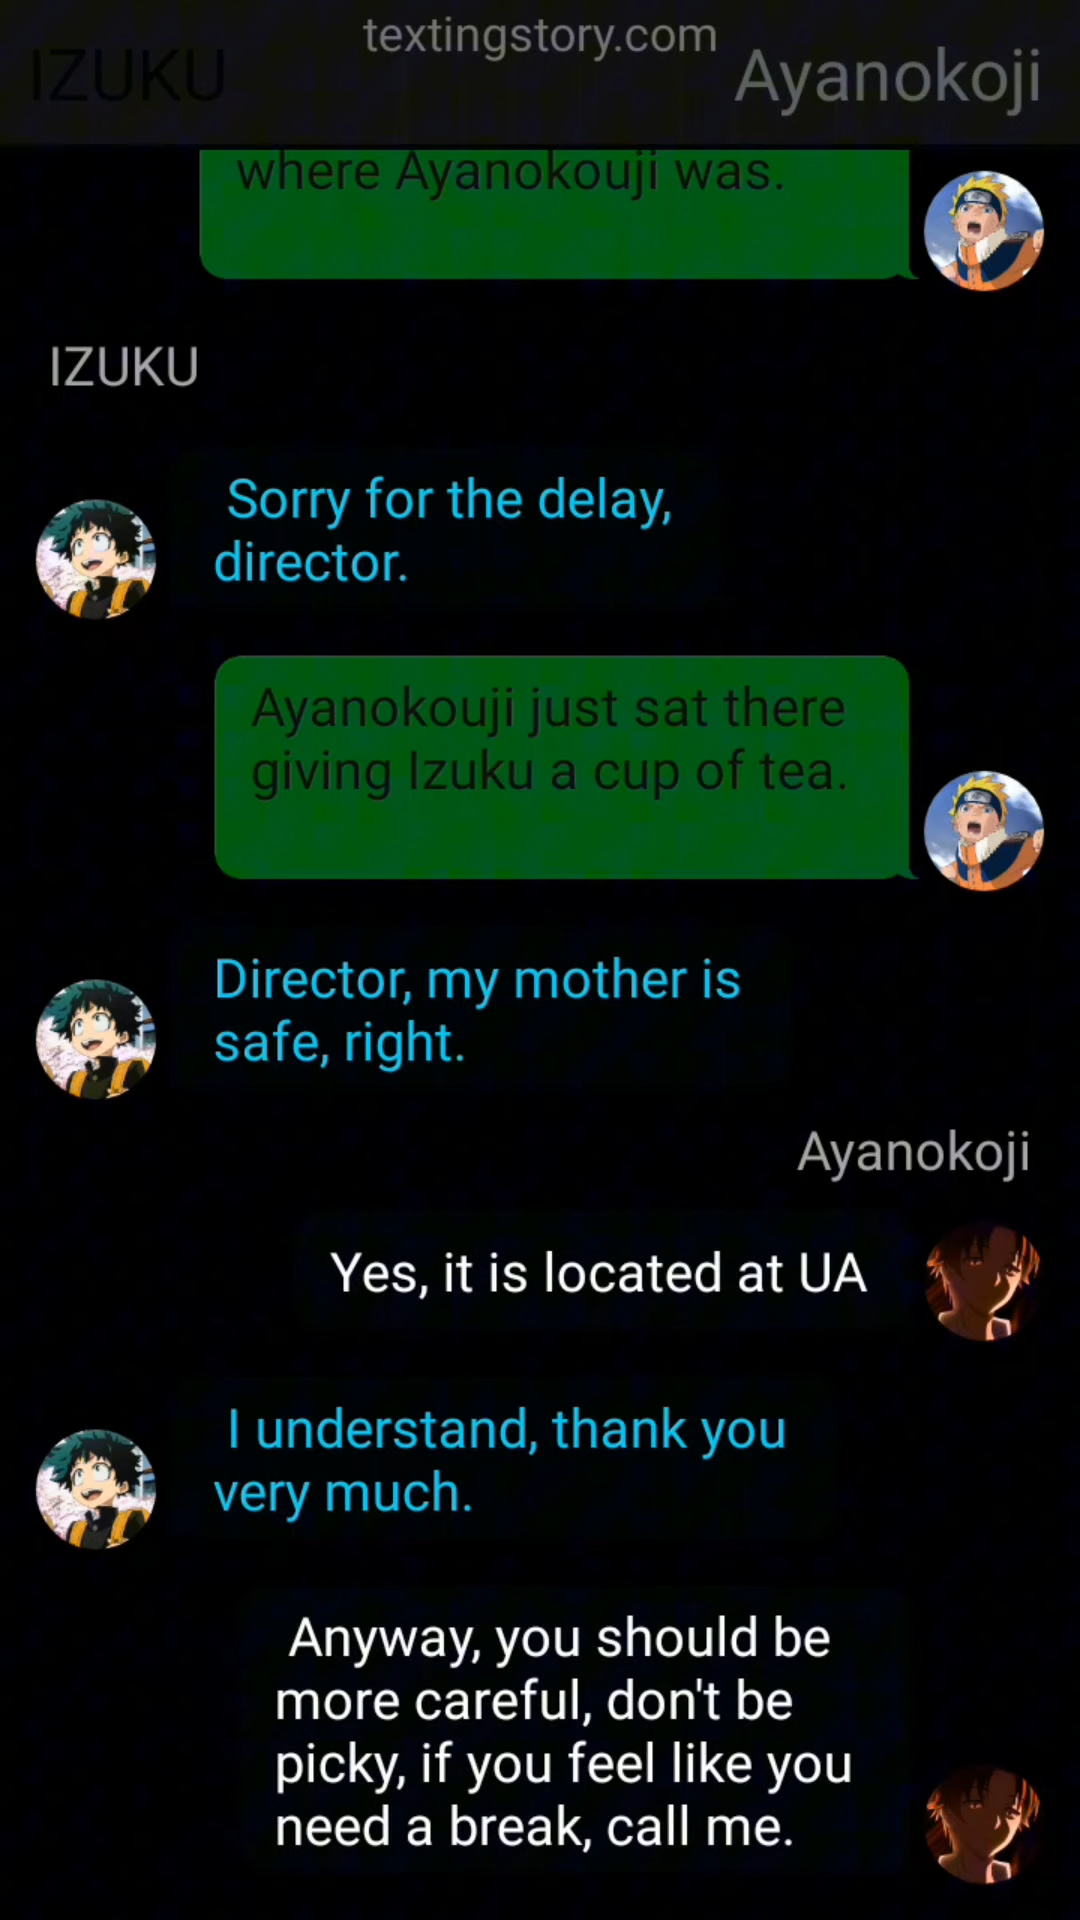 textingstory.com
IZUKU
Ayanokoji
where Ayanokouji was.
IZUKU
Sorry for the delay,
director.
Ayanokouji just sat there
giving Izuku a cup of tea.
Director, my mother is
safe, right.
Ayanokoji
Yes, it is located at UA
I understand, thank you
very much.
Anyway, you should be
more careful, don't be
picky, if you feel like you
need a break, call me.